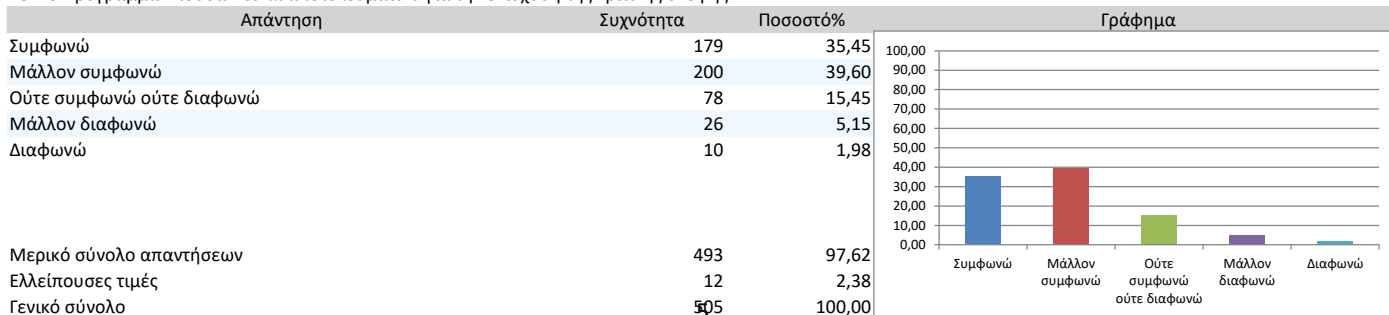 Απάντηση Συχνότητα Ποσοστό% Γράφημα
Συμφωνώ 179 35,45
Μάλλον συμφωνώ 200 39,60
Ούτε συμφωνώ ούτε διαφωνώ 78 15,45
Μάλλον διαφωνώ 26 5,15
Διαφωνώ 10 1,98
Μερικό σύνολο απαντήσεων 493 97,62
Ελλείπουσες τιμές 12 2,38
Γενικό σύνολο 505 100,00
100,00
90,00
80,00
70,00
60,00
50,00
40,00
30,00
20,00
10,00
0,00
Συμφωνώ Μάλλον Ούτε Μάλλον Διαφωνώ
συμφωνώ συμφωνώ διαφωνώ
ούτε διαφωνώ